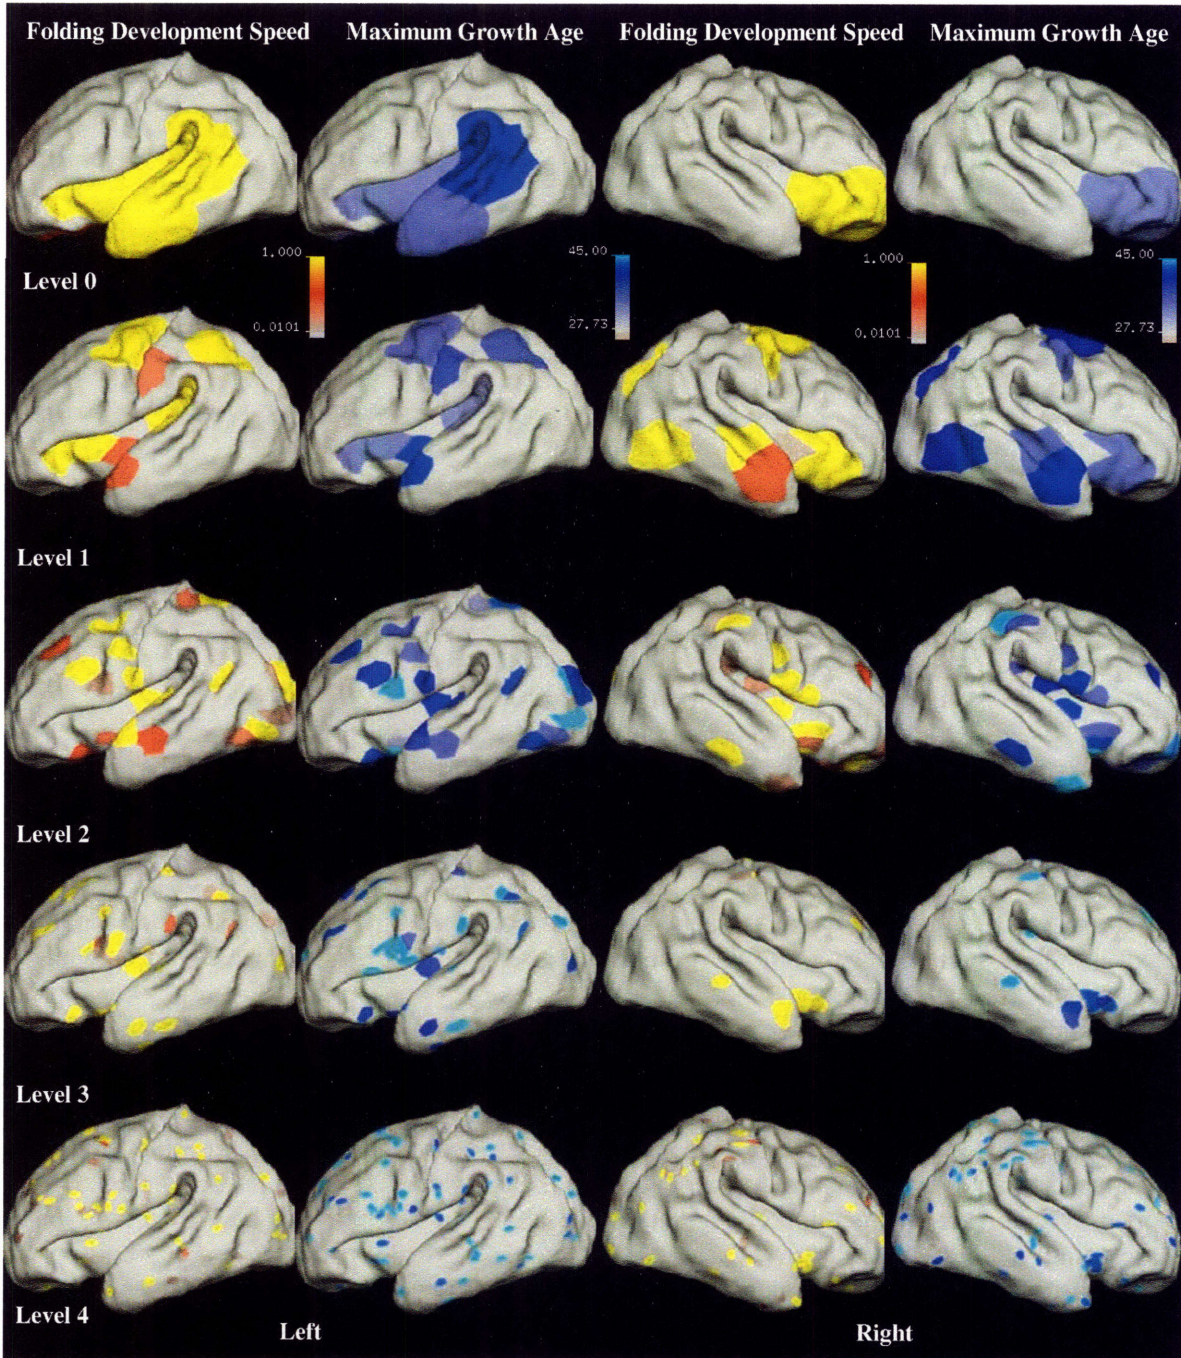 Folding Development Speed Maximum Growth Age Folding Development Speed Maximum Growth Age
1.000 45.00 1.000 45.00
Level 0
0.0101 27.73 0.0101 27.73
Level 1
Level 2
Level 3
Level 4
Left Right